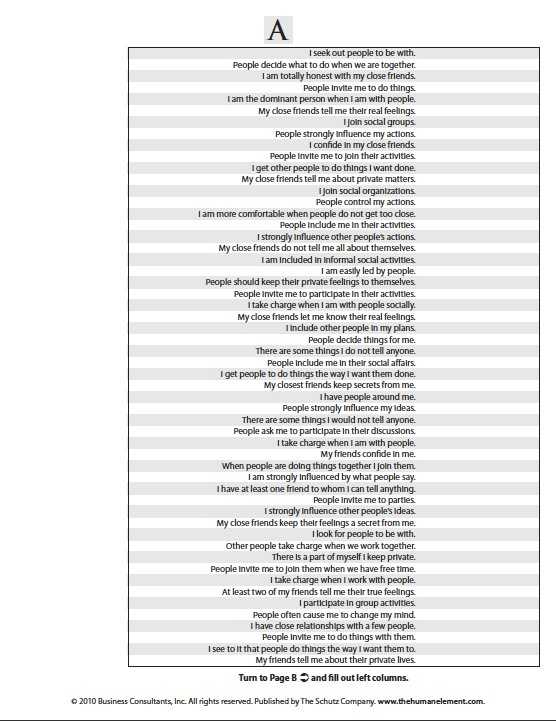 A
I seek out people to be with.
People decide what to do when we are together.
I am totally honest with my close friends.
People invite me to do things.
I am the dominant person when I am with people.
My close friends tell me their real feelings.
I join social groups.
People strongly influence my actions.
I confide in my close friends.
People invite me to join their activities.
I get other people to do things I want done.
My close friends tell me about private matters.
I join social organizations.
People control my actions.
I am more comfortable when people do not get too close.
People include me in their activities.
I strongly influence other people's actions.
My close friends do not tell me all about themselves.
I am included in informal social activities.
I am easily led by people.
People should keep their private feelings to themselves.
People invite me to participate in their activities.
I take charge when I am with people socially.
My close friends let me know their real feelings.
I include other people in my plans.
People decide things for me.
There are some things I do not tell anyone.
People include me in their social affairs.
I get people to do things the way I want them done.
My closest friends keep secrets from me.
I have people around me.
People strongly influence my ideas.
There are some things I would not tell anyone.
People ask me to participate in their discussions.
I take charge when I am with people.
My friends confide in me.
When people are doing things together I join them.
I am strongly influenced by what people say.
I have at least one friend to whom I can tell anything.
People invite me to parties.
I strongly influence other people's ideas.
My close friends keep their feelings a secret from me.
I look for people to be with.
Other people take charge when we work together.
There is a part of myself I keep private.
People invite me to join them when we have free time.
I take charge when I work with people.
At least two of my friends tell me their true feelings.
I participate in group activities.
People often cause me to change my mind.
I have close relationships with a few people.
People invite me to do things with them.
I see to it that people do things the way I want them to.
My friends tell me about their private lives.
Turn to Page B ➲ and fill out left columns.
© 2010 Business Consultants, Inc. All rights reserved. Published by The Schutz Company. www.thehumanelement.com.